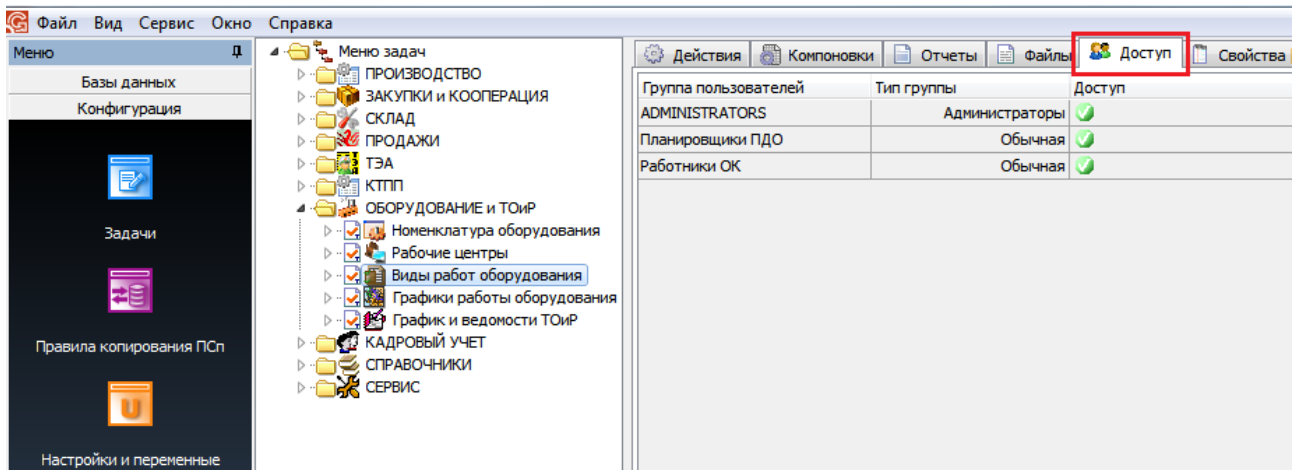 Файл Вид Сервис Окно Справка
Меню
Базы данных
Конфигурация
Задачи
Правила копирования ПСп
Настройки и переменные
Меню задач
ПРОИЗВОДСТВО
ЗАКУПКИ и КООПЕРАЦИЯ
СКЛАД
ПРОДАЖИ
ТЭА
КТПП
ОБОРУДОВАНИЕ и ТОиР
Номенклатура оборудования
Рабочие центры
Виды работ оборудования
Графики работы оборудования
График и ведомости ТОиР
КАДРОВЫЙ УЧЕТ
СПРАВОЧНИКИ
СЕРВИС
Действия Компоновки Отчеты Файлы Доступ Свойства
Группа пользователей Тип группы Доступ
ADMINISTRATORS Администраторы
Планировщики ПДО Обычная
Работники ОК Обычная